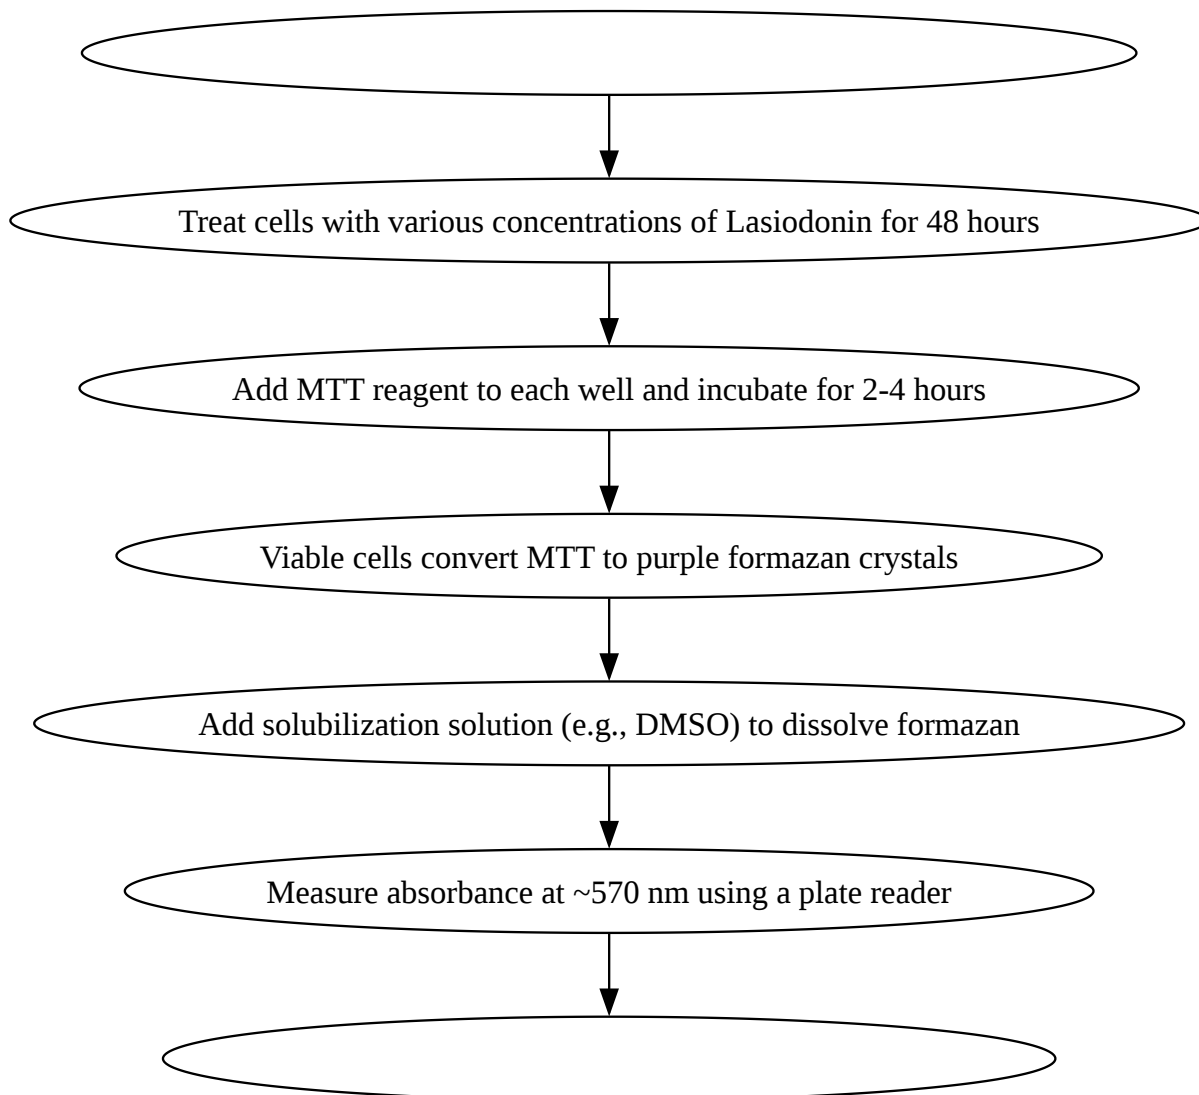 Treat cells with various concentrations of Lasiodonin for 48 hours
Add MTT reagent to each well and incubate for 2-4 hours
Viable cells convert MTT to purple formazan crystals
Add solubilization solution (e.g., DMSO) to dissolve formazan
Measure absorbance at ~570 nm using a plate reader